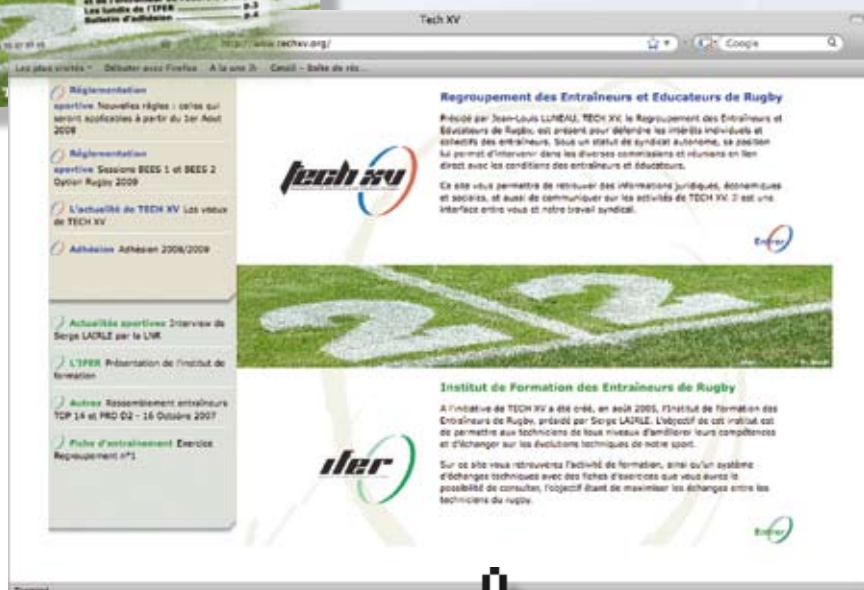 Les lundis de l'IFER p.3
Bulletin d'adhésion p.4
Tech XV
http://www.techxv.org/
Google
Les plus visités Débuter avec Firefox A la une Gmail - Boîte de réc...
Réglementation
sportive Nouvelles règles : celles qui
seront applicables à partir du 1er Aout
2008
Réglementation
sportive Sessions BEES 1 et BEES 2
Option Rugby 2009
L'actualité de TECH XV Les voeux
de TECH XV
Adhésion Adhésion 2008/2009
Actualités sportives Interview de
Serge LAIRLE par la LNR
L'IFER Présentation de l'institut de
formation
Autres Rassemblement entraîneurs
TOP 14 et PRO D2 - 16 Octobre 2007
Fiche d'entraînement Exercice
Regroupement n°1
tech xv
Regroupement des Entraîneurs et Educateurs de Rugby
Présidé par Jean-Louis LUNEAU, TECH XV, le Regroupement des Entraîneurs et
Educateurs de Rugby, est présent pour défendre les intérêts individuels et
collectifs des entraîneurs. Sous un statut de syndicat autonome, sa position
lui permet d'intervenir dans les diverses commissions et réunions en lien
direct avec les conditions des entraîneurs et éducateurs.
Ce site vous permettra de retrouver des informations juridiques, économiques
et sociales, et aussi de communiquer sur les activités de TECH XV. Il est une
interface entre vous et notre travail syndical.
Entrer
2 2
ifer
Institut de Formation des Entraîneurs de Rugby
A l'initiative de TECH XV a été créé, en août 2005, l'Institut de Formation des
Entraîneurs de Rugby, présidé par Serge LAIRLE. L'objectif de cet institut est
de permettre aux techniciens de tous niveaux d'améliorer leurs compétences
et d'échanger sur les évolutions techniques de notre sport.
Sur ce site vous retrouverez l'activité de formation, ainsi qu'un système
d'échanges techniques avec des fiches d'exercices que vous aurez la
possibilité de consulter, l'objectif étant de maximiser les échanges entre les
techniciens du rugby.
Entrer
Terminé